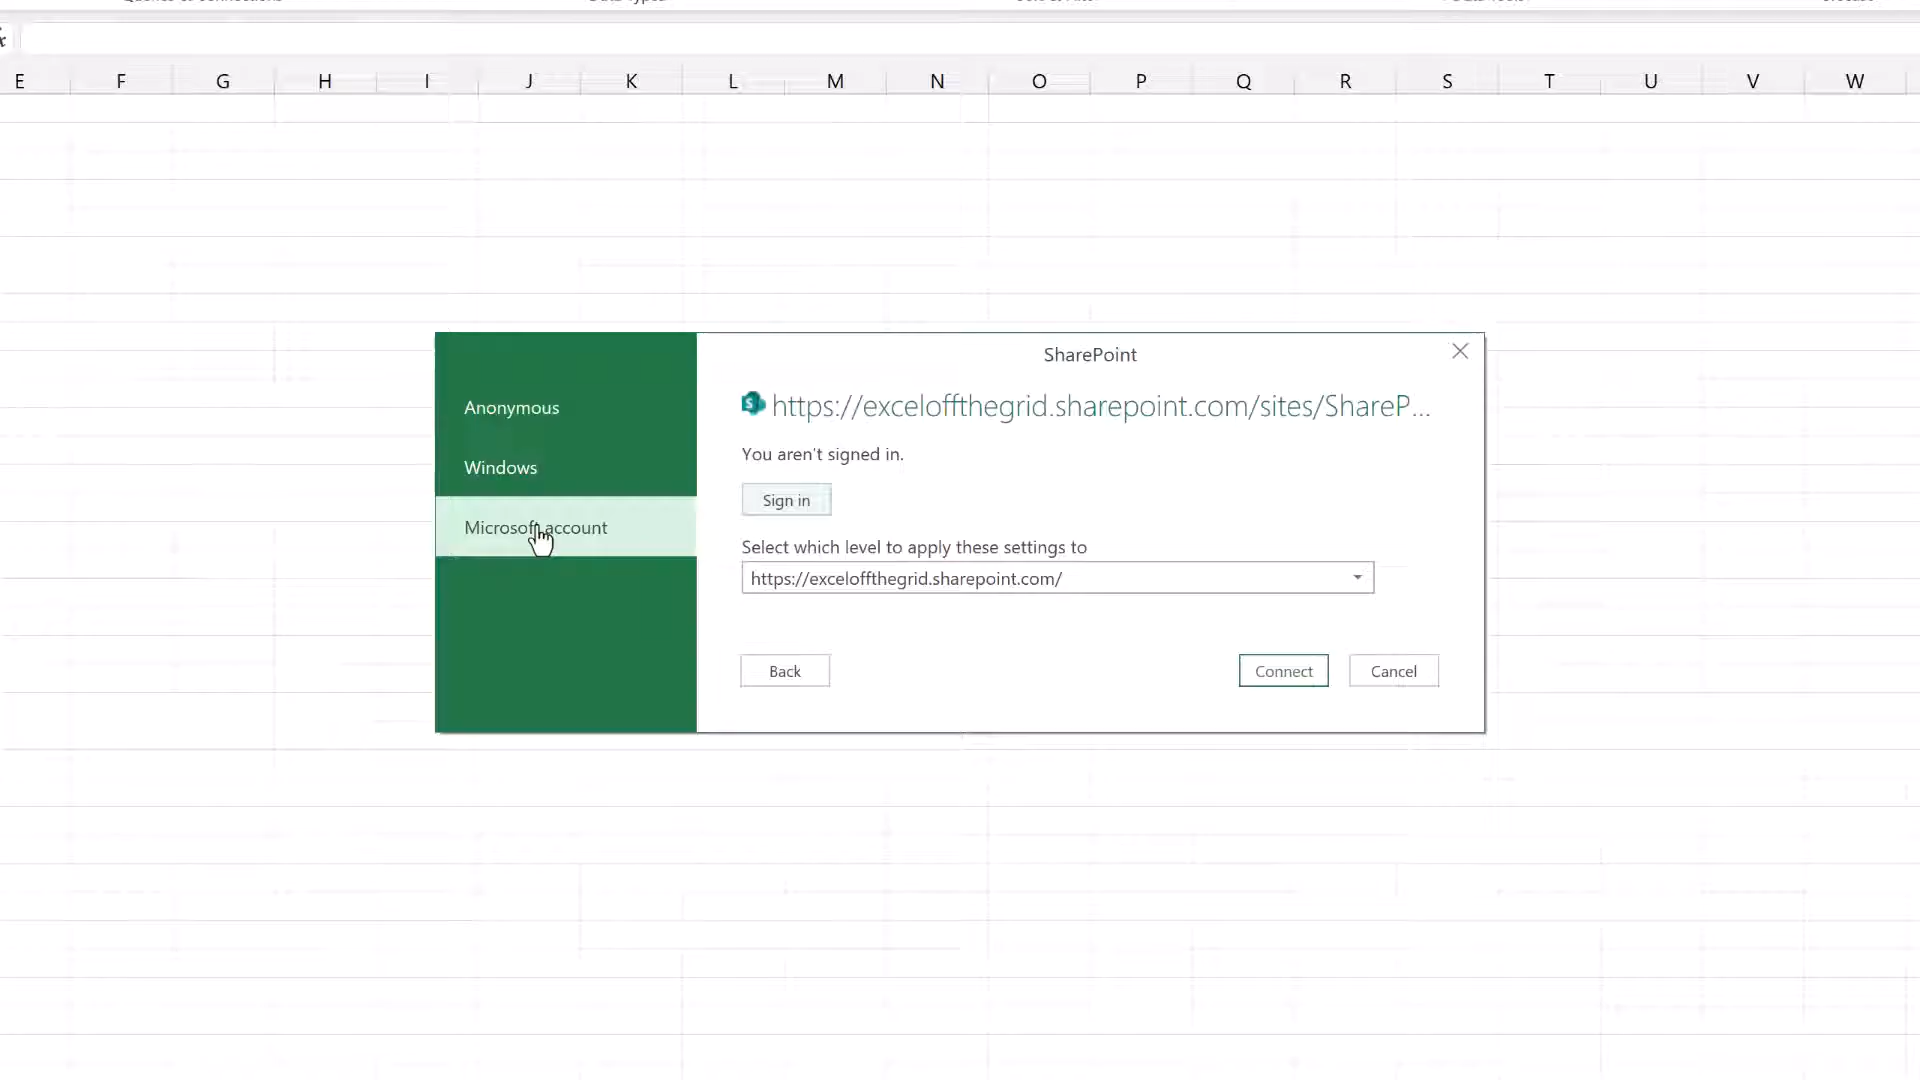 E F G H I J K L M N O P Q R S T U V W
SharePoint
Anonymous
https://exceloffthegrid.sharepoint.com/sites/ShareP...
You aren't signed in.
Windows
Sign in
Microsoft account
Select which level to apply these settings to
https://exceloffthegrid.sharepoint.com/
Back
Connect
Cancel